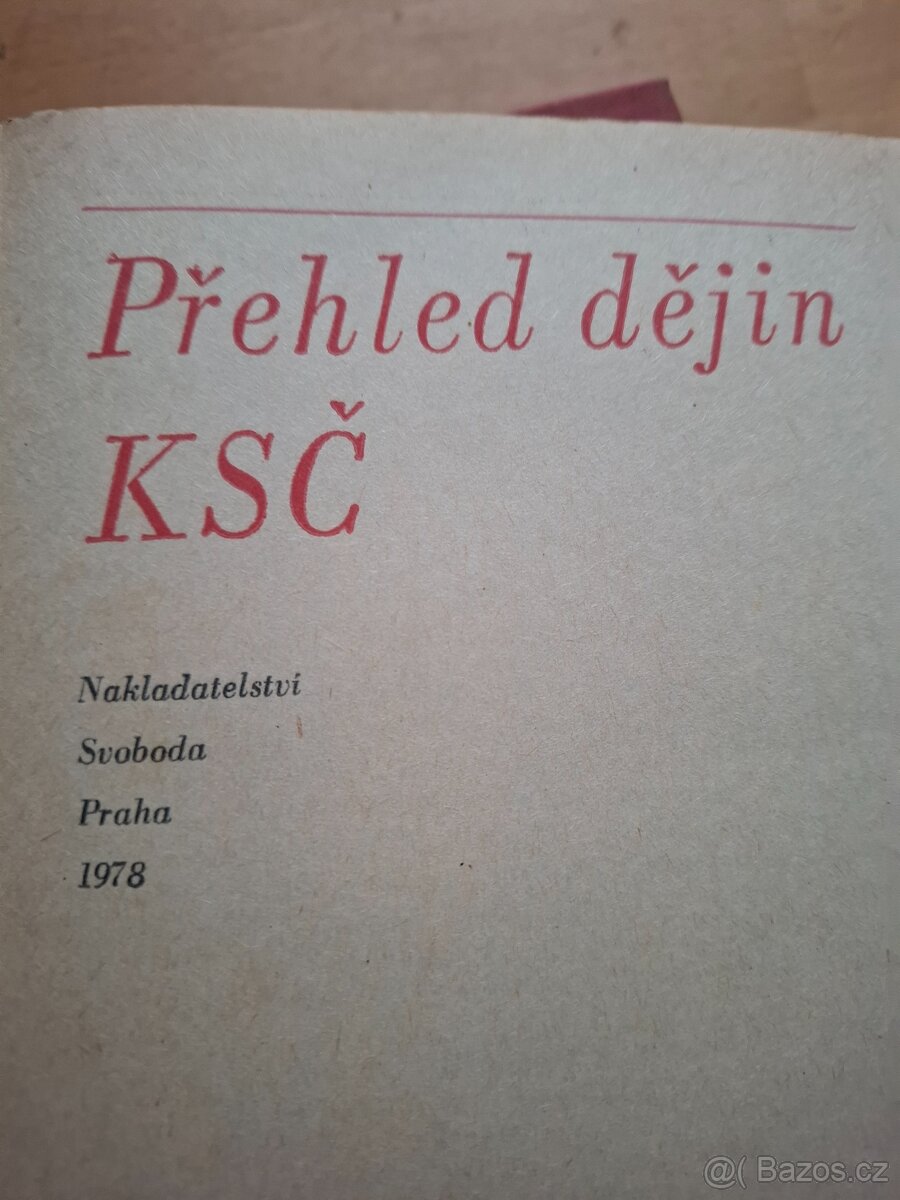 Přehled dějin
KSČ
Nakladatelství
Svoboda
Praha
1978
@( Bazos.cz